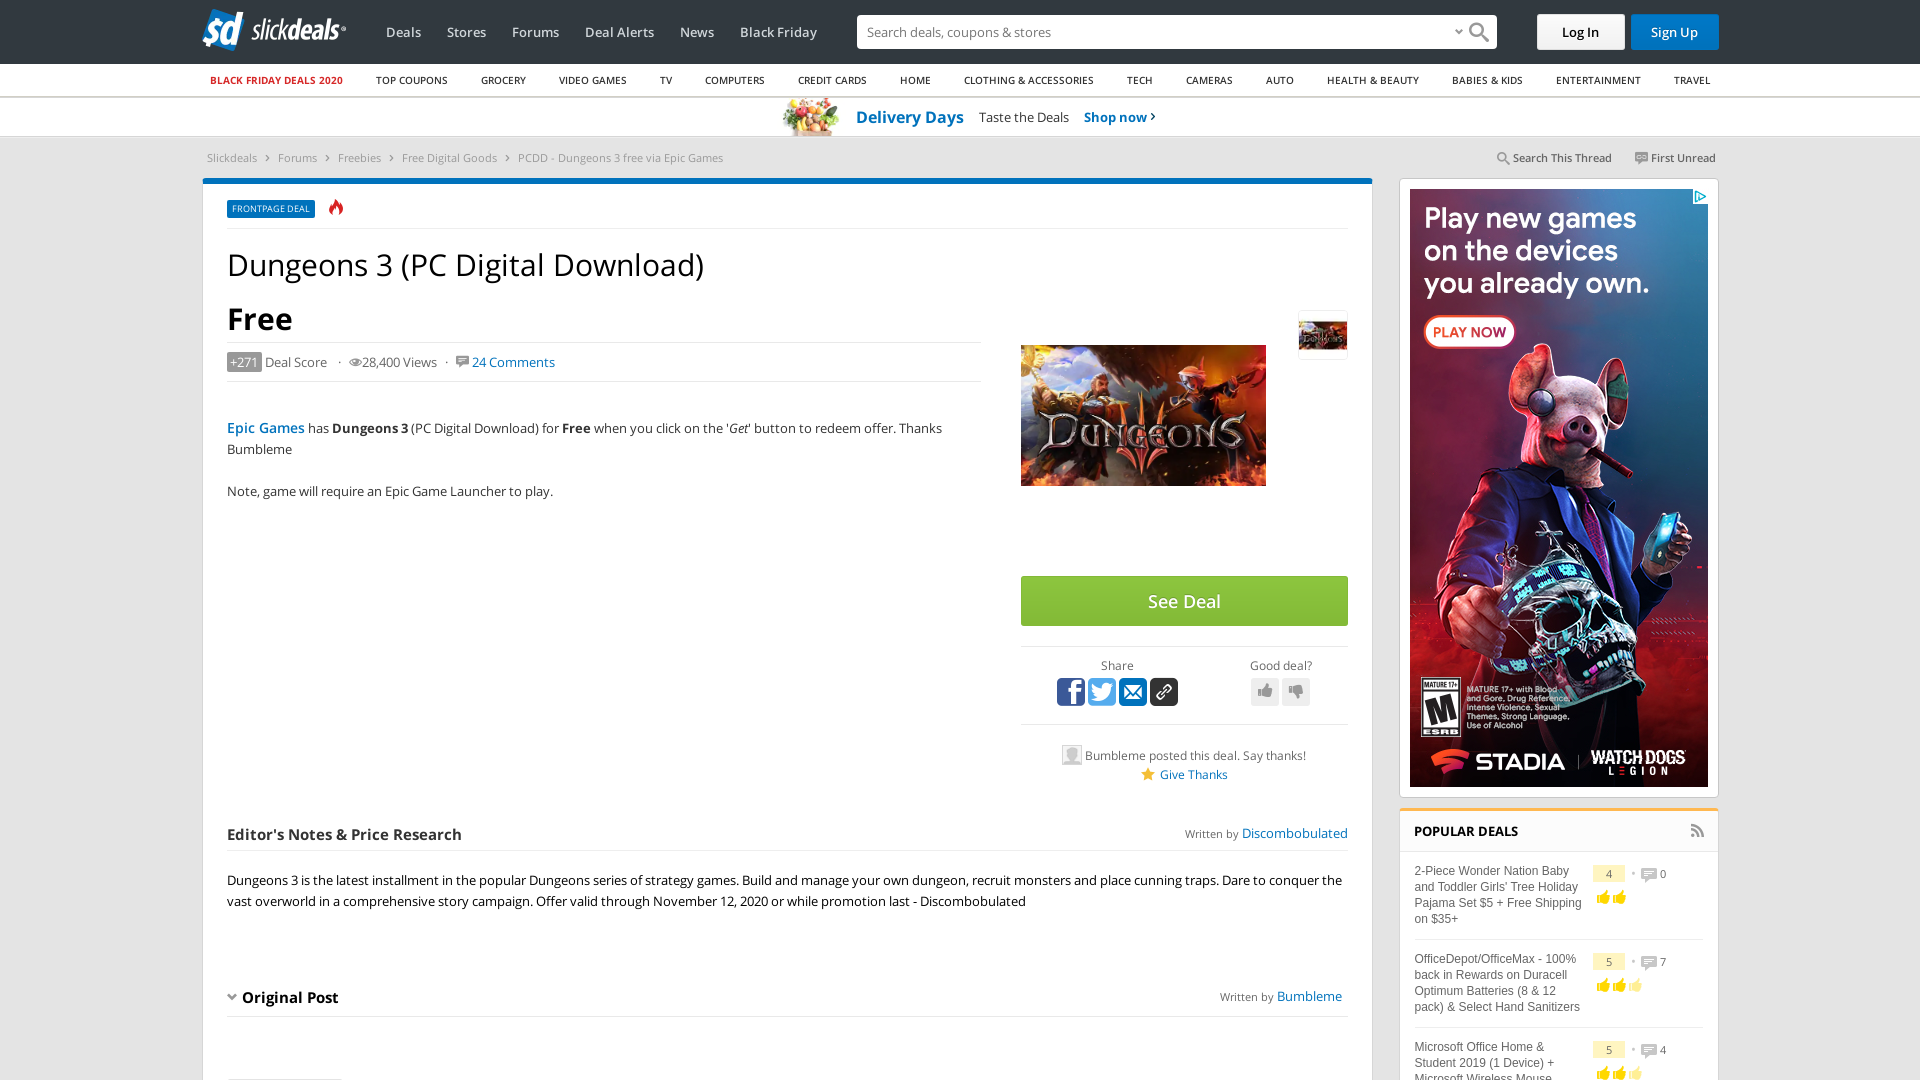 slickdeals
Deals
Stores
Forums
Deal Alerts
News
Black Friday
Search deals, coupons & stores
Log In
Sign Up
BLACK FRIDAY DEALS 2020
TOP COUPONS
GROCERY
VIDEO GAMES
TV
COMPUTERS
CREDIT CARDS
HOME
CLOTHING & ACCESSORIES
TECH
CAMERAS
AUTO
HEALTH & BEAUTY
BABIES & KIDS
ENTERTAINMENT
TRAVEL
Delivery Days Taste the Deals Shop now
Slickdeals > Forums > Freebies > Free Digital Goods > PCDD - Dungeons 3 free via Epic Games
Search This Thread
First Unread
FRONTPAGE DEAL
Dungeons 3 (PC Digital Download)
Free
+271 Deal Score · 28,400 Views · 24 Comments
Epic Games has Dungeons 3 (PC Digital Download) for Free when you click on the 'Get' button to redeem offer. Thanks
Bumbleme
Note, game will require an Epic Game Launcher to play.
DUNGEONS
See Deal
Share
Good deal?
Bumbleme posted this deal. Say thanks!
Give Thanks
Editor's Notes & Price Research
Written by Discombobulated
Dungeons 3 is the latest installment in the popular Dungeons series of strategy games. Build and manage your own dungeon, recruit monsters and place cunning traps. Dare to conquer the
vast overworld in a comprehensive story campaign. Offer valid through November 12, 2020 or while promotion last - Discombobulated
Original Post
Written by Bumbleme
Play new games
on the devices
you already own.
PLAY NOW
MATURE 17+
M
ESRB
MATURE 17+ with Blood
and Gore, Drug Reference,
Intense Violence, Sexual
Themes, Strong Language,
Use of Alcohol
STADIA
WATCH DOGS
LEGION
POPULAR DEALS
2-Piece Wonder Nation Baby
and Toddler Girls' Tree Holiday
Pajama Set $5 + Free Shipping
on $35+
4 • 0
OfficeDepot/OfficeMax - 100%
back in Rewards on Duracell
Optimum Batteries (8 & 12
pack) & Select Hand Sanitizers
5 • 7
Microsoft Office Home &
Student 2019 (1 Device) +
Microsoft Wireless Mouse
5 • 4